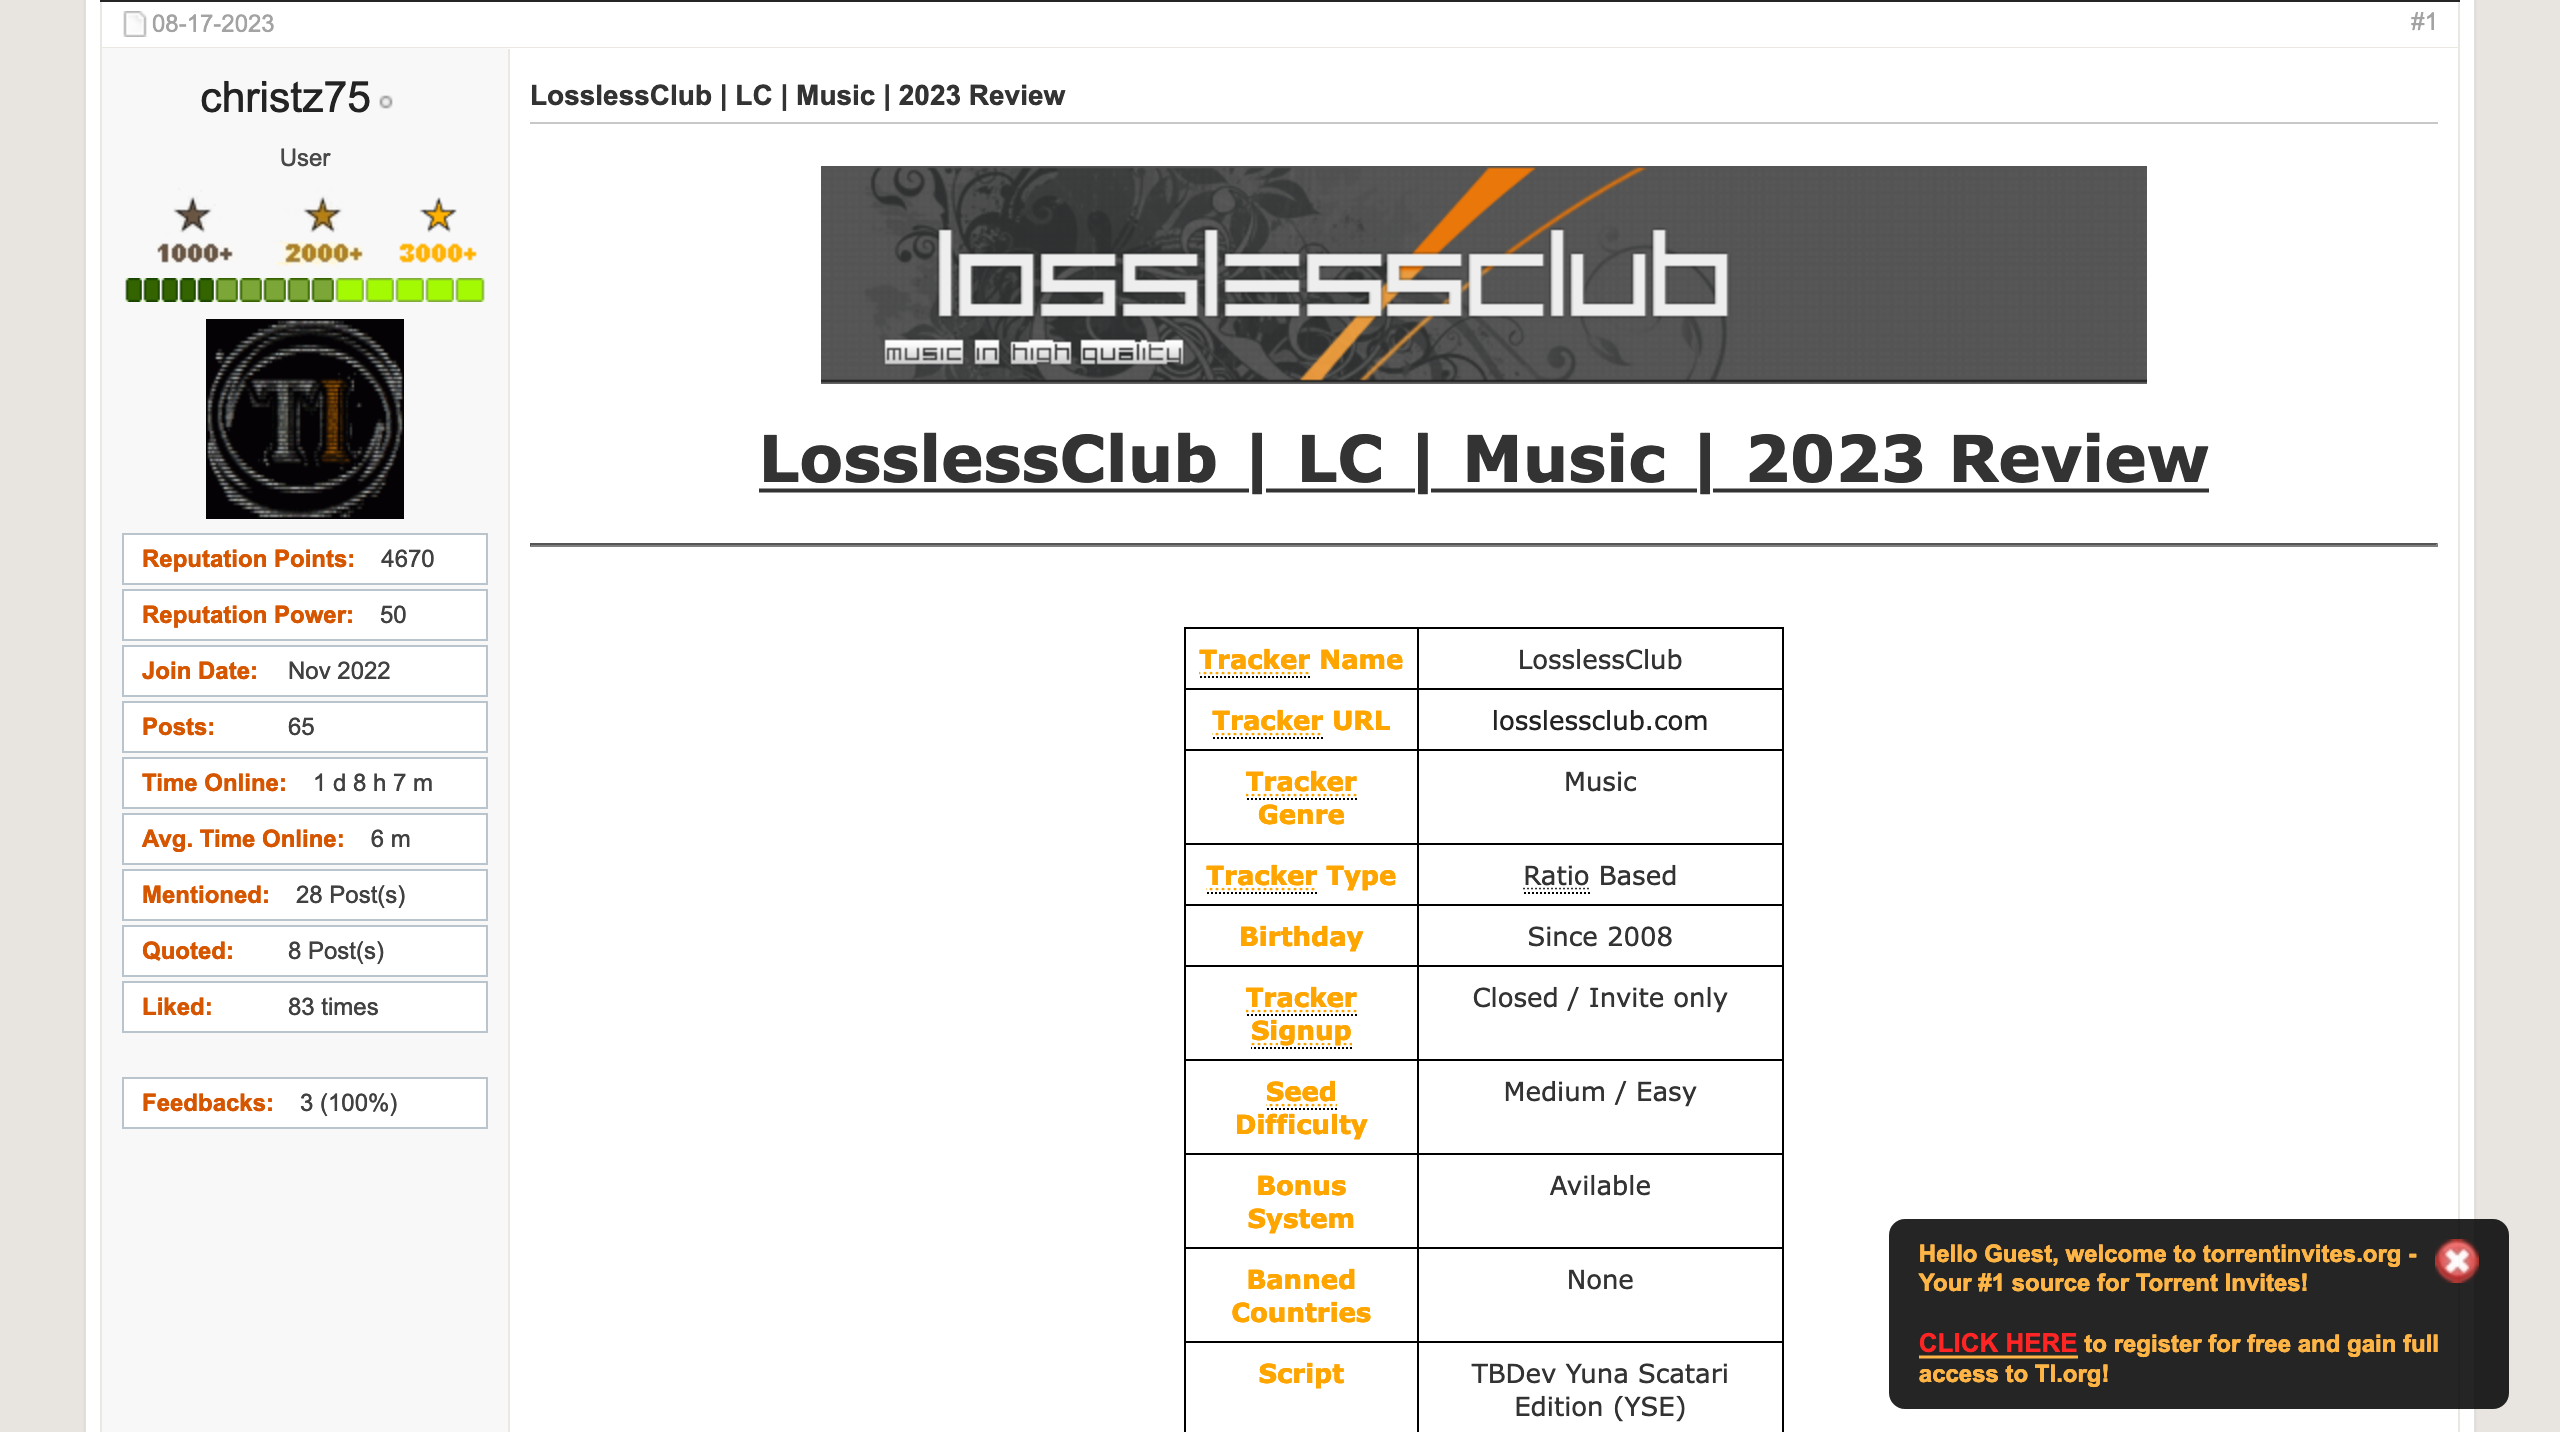 08-17-2023
#1
christz75
User
1000+ 2000+ 3000+
TI
Reputation Points: 4670
Reputation Power: 50
Join Date: Nov 2022
Posts: 65
Time Online: 1 d 8 h 7 m
Avg. Time Online: 6 m
Mentioned: 28 Post(s)
Quoted: 8 Post(s)
Liked: 83 times
Feedbacks: 3 (100%)
LosslessClub | LC | Music | 2023 Review
losslessclub
music in high quality
LosslessClub | LC | Music | 2023 Review
Tracker Name LosslessClub
Tracker URL losslessclub.com
Tracker Music
Genre
Tracker Type Ratio Based
Birthday Since 2008
Tracker Closed / Invite only
Signup
Seed Medium / Easy
Difficulty
Bonus Avilable
System
Banned None
Countries
Script TBDev Yuna Scatari
Edition (YSE)
Hello Guest, welcome to torrentinvites.org -
Your #1 source for Torrent Invites!
CLICK HERE to register for free and gain full
access to TI.org!